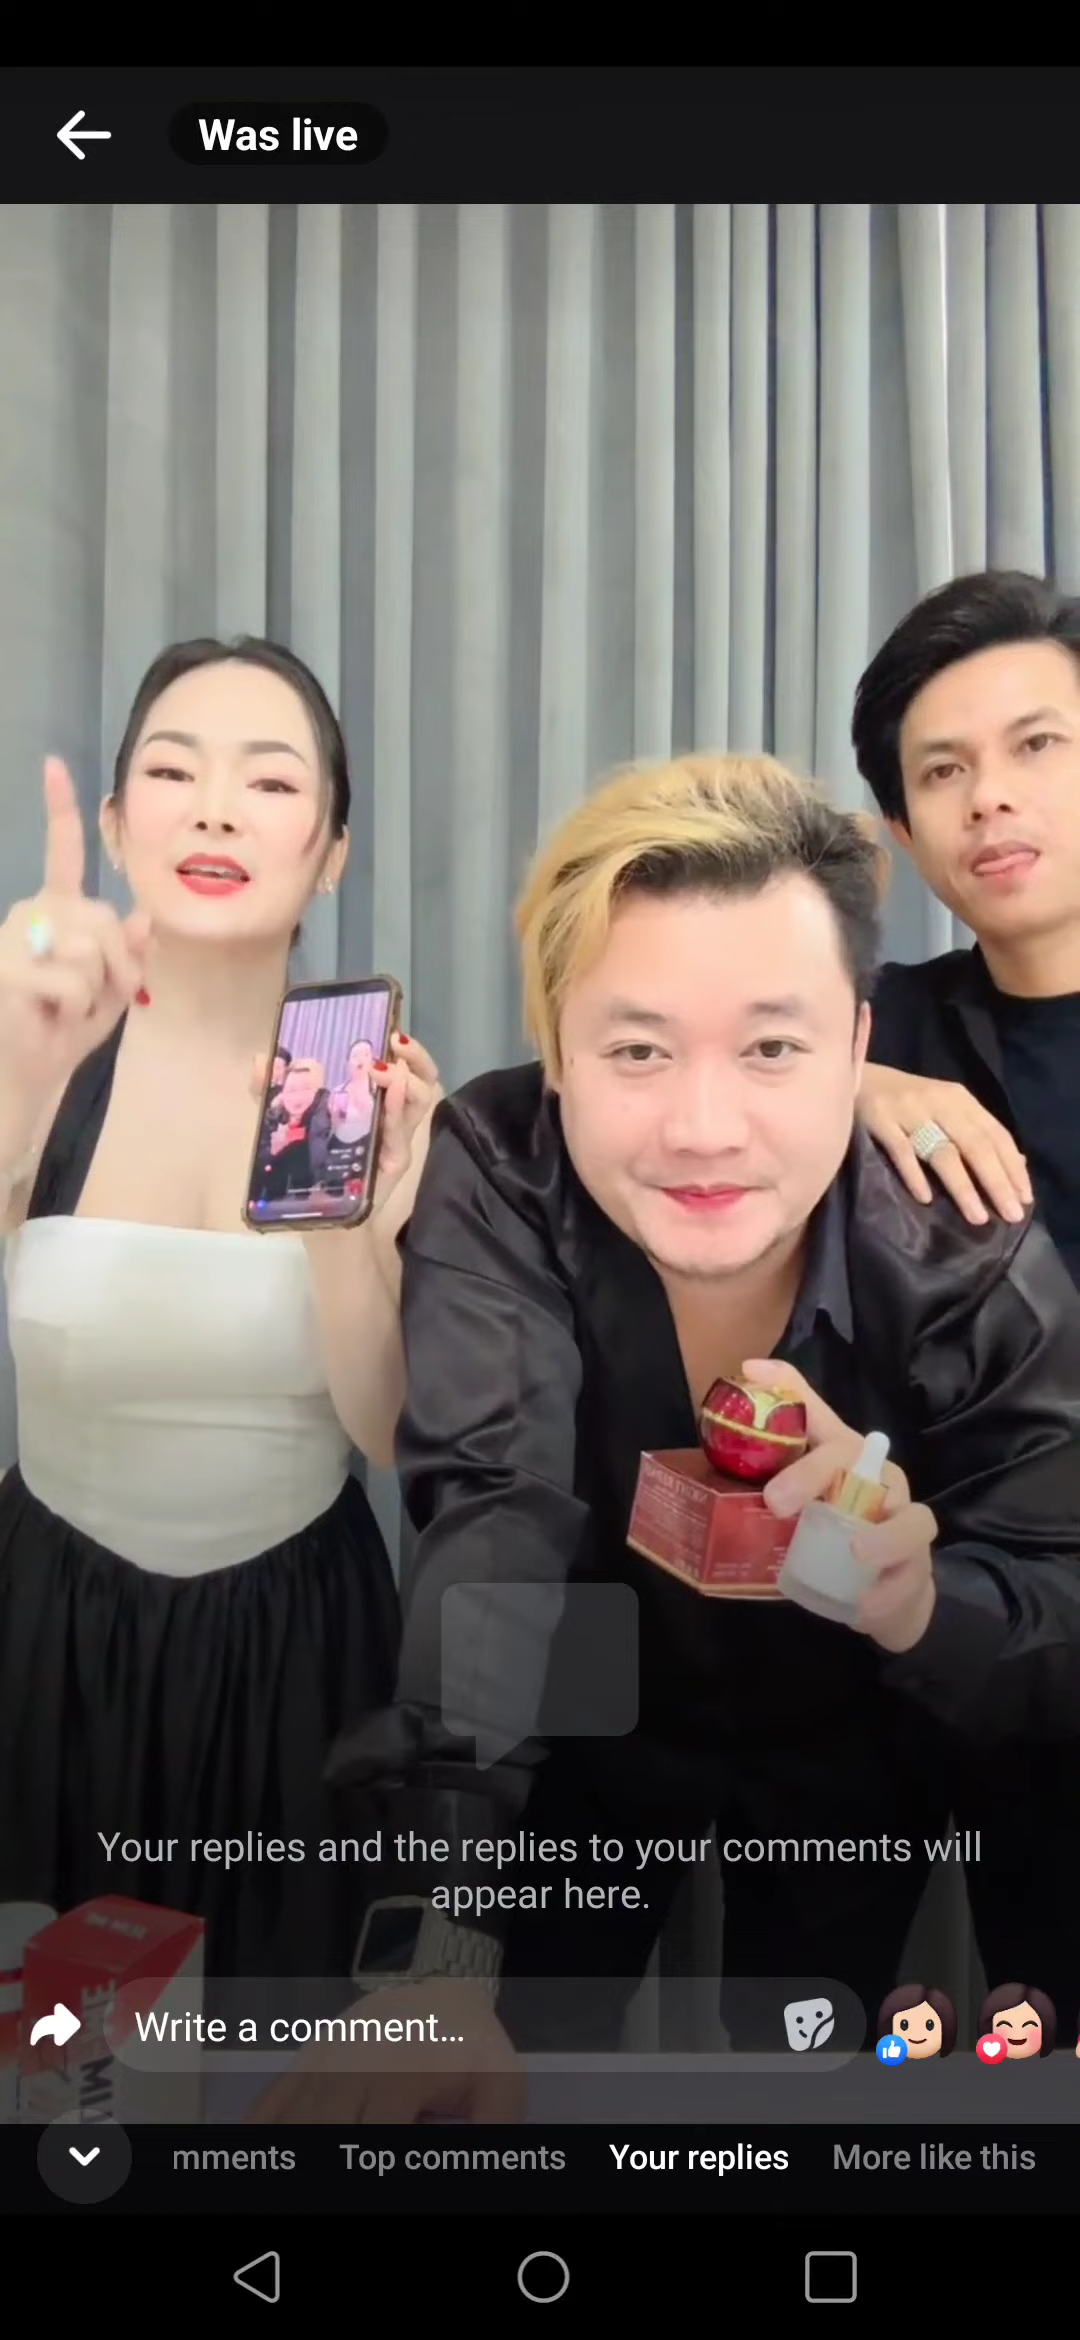 Was live
Your replies and the replies to your comments will
appear here.
Write a comment...
mments
Top comments
Your replies
More like this